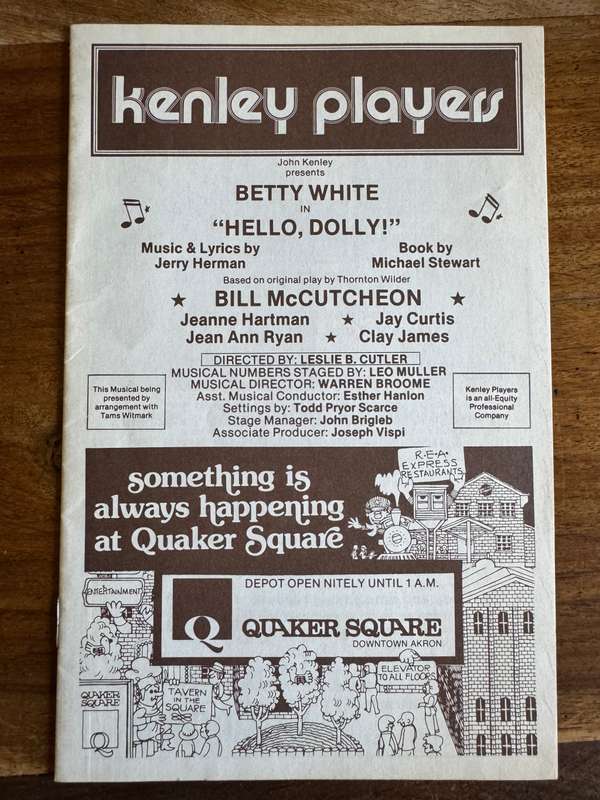 kenley players
John Kenley
presents
BETTY WHITE
IN
“HELLO, DOLLY!”
Music & Lyrics by
Jerry Herman
Book by
Michael Stewart
Based on original play by Thornton Wilder
★ BILL McCUTCHEON ★
Jeanne Hartman ★ Jay Curtis
Jean Ann Ryan ★ Clay James
DIRECTED BY: LESLIE B. CUTLER
MUSICAL NUMBERS STAGED BY: LEO MULLER
MUSICAL DIRECTOR: WARREN BROOME
Asst. Musical Conductor: Esther Hanlon
Settings by: Todd Pryor Scarce
Stage Manager: John Brigleb
Associate Producer: Joseph Vispi
This Musical being
presented by
arrangement with
Tams Witmark
Kenley Players
is an all-Equity
Professional
Company
something is
always happening
at Quaker Square
R·E·A·
EXPRESS
RESTAURANTS
ENTERTAINMENT
DEPOT OPEN NITELY UNTIL 1 A.M.
Q
QUAKER SQUARE
DOWNTOWN AKRON
ELEVATOR
TO ALL FLOORS
TAVERN
IN THE
SQUARE
QUAKER
SQUARE
Q